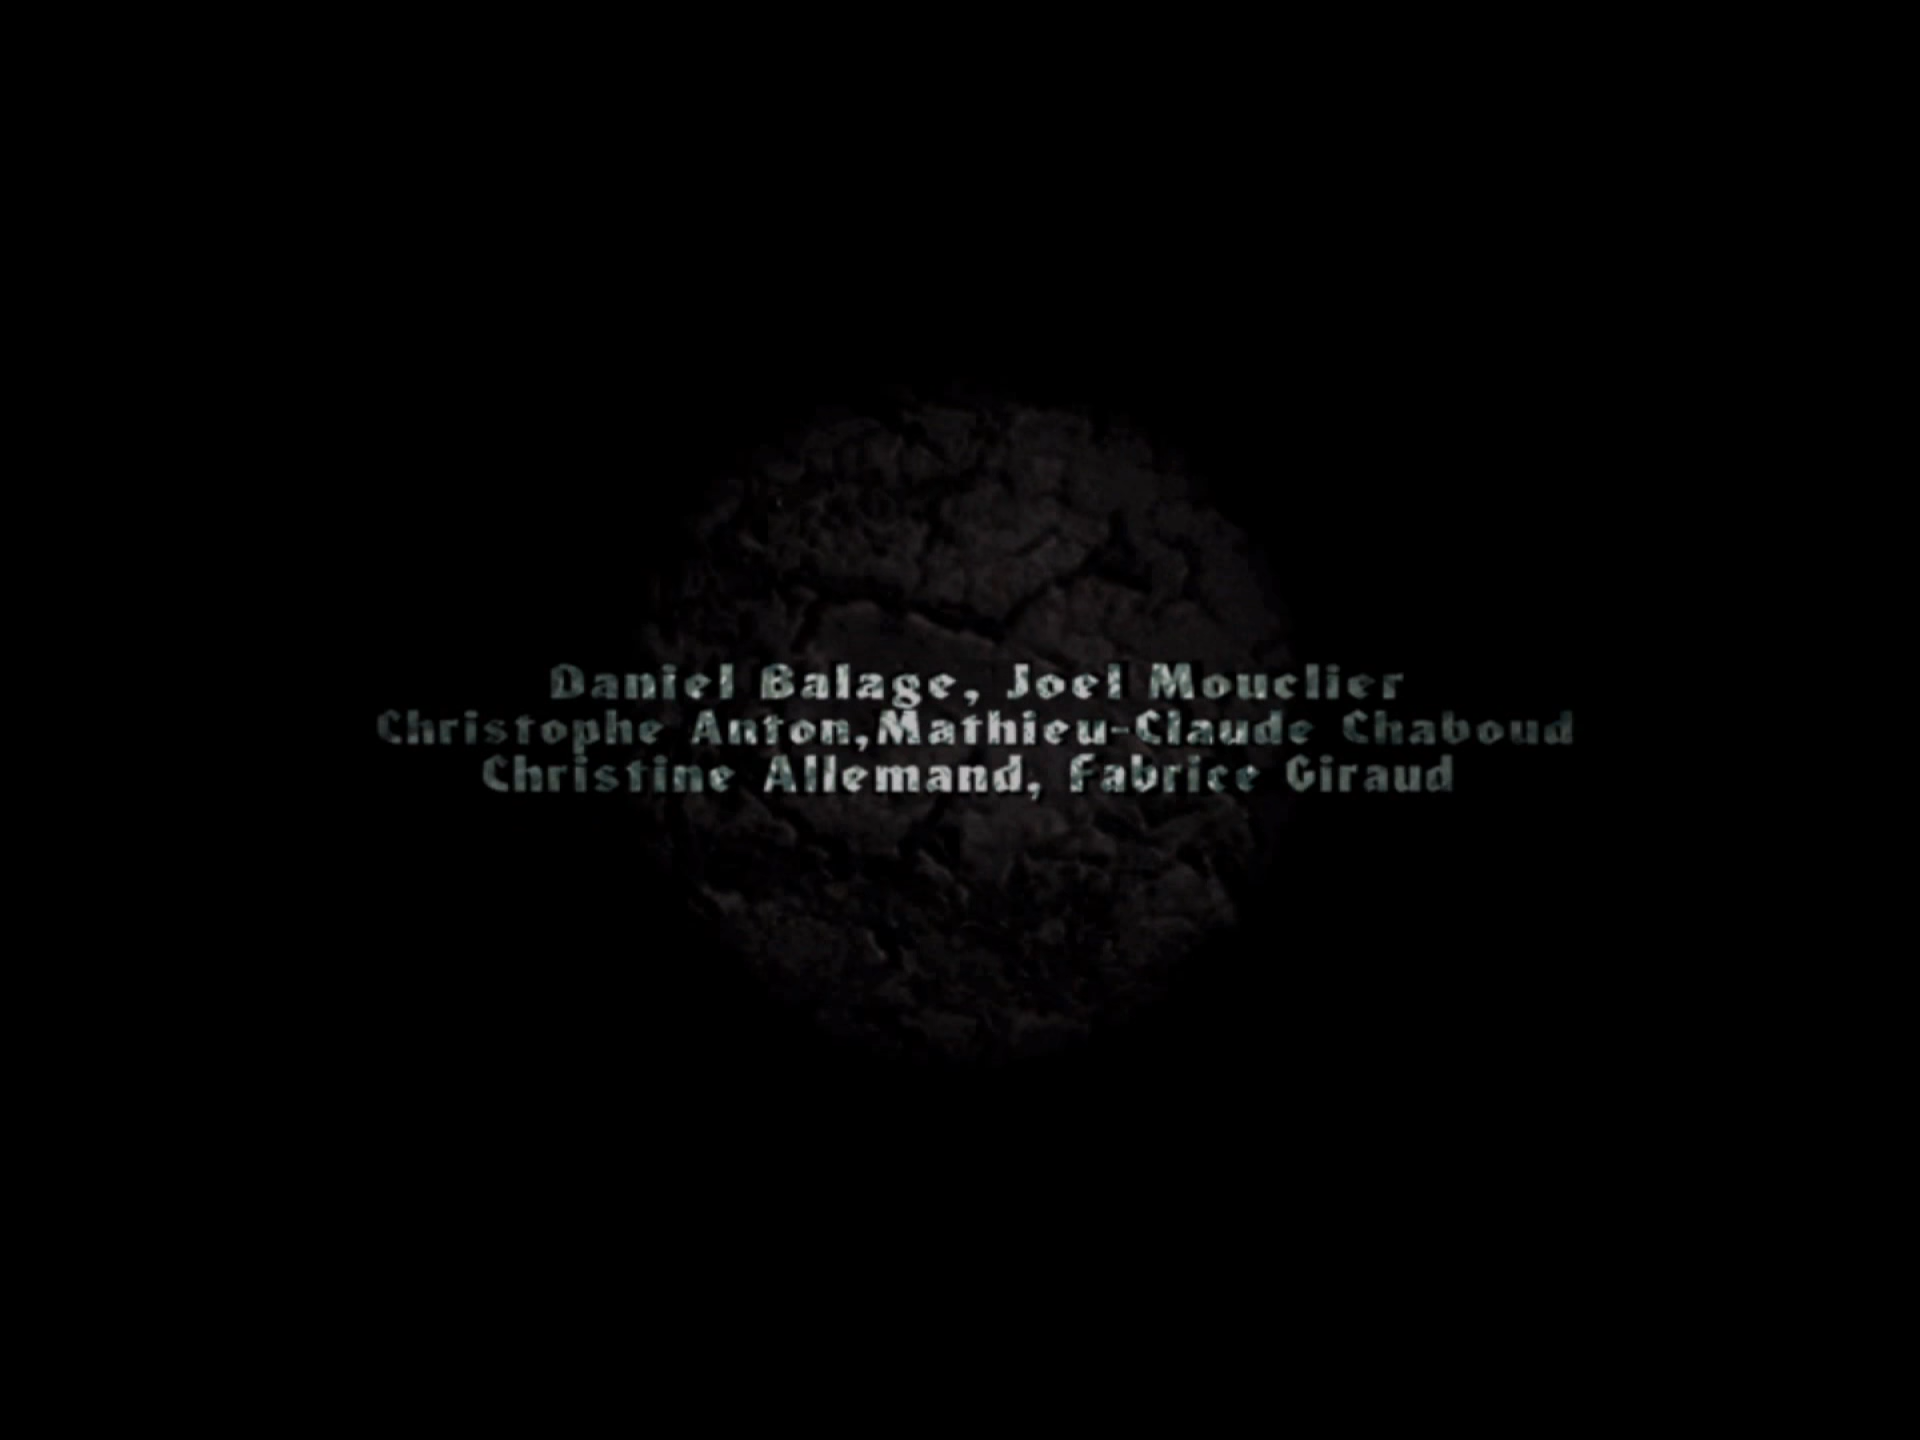 Daniel Balage, Joel Mouclier
Christophe Anton,Mathieu-Claude Chaboud
Christine Allemand, Fabrice Giraud